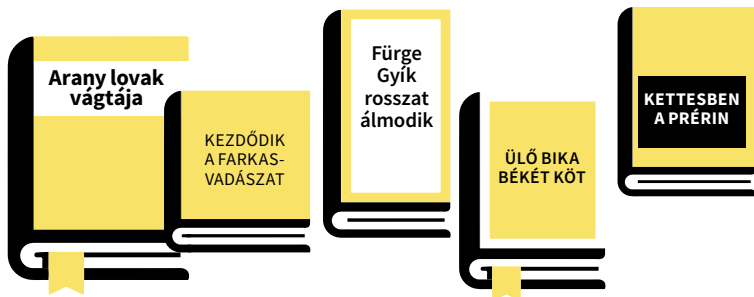 Arany lovak
vágtája
KEZDŐDIK
A FARKAS-
VADÁSZAT
Fürge
Gyík
rosszat
álmodik
ÜLŐ BIKA
BÉKÉT KÖT
KETTESBEN
A PRÉRIN